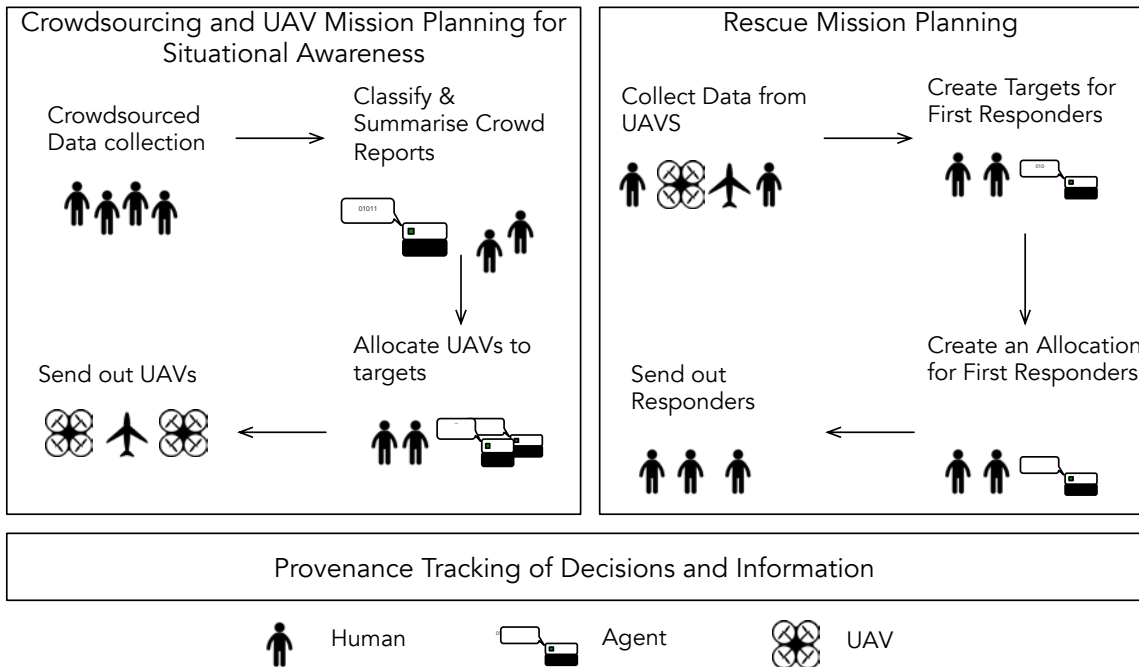 Crowdsourcing and UAV Mission Planning for
Situational Awareness
Crowdsourced
Data collection
Classify &
Summarise Crowd
Reports
01011
Allocate UAVs to
targets
Send out UAVs
Rescue Mission Planning
Collect Data from
UAVS
Create Targets for
First Responders
010
Create an Allocation
for First Responders
Send out
Responders
Provenance Tracking of Decisions and Information
Human
Agent
UAV